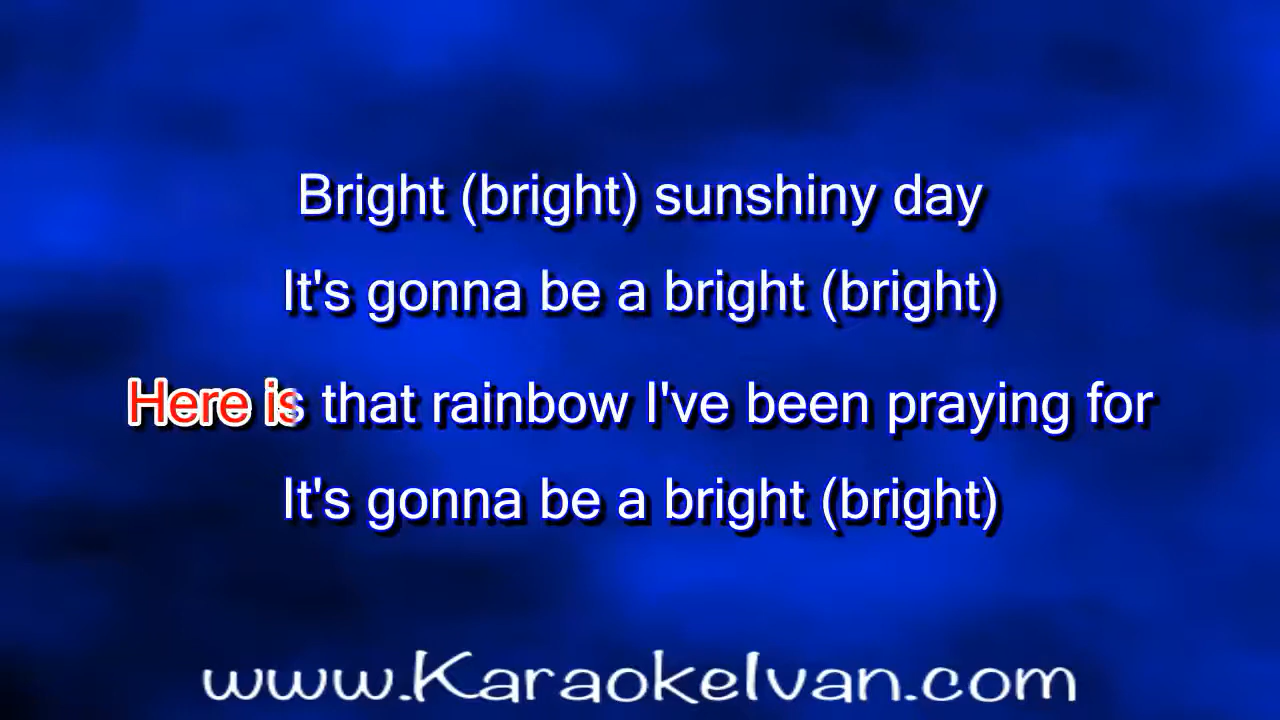 Bright (bright) sunshiny day
It's gonna be a bright (bright)
Here is that rainbow I've been praying for
It's gonna be a bright (bright)
www.KaraokeIvan.com